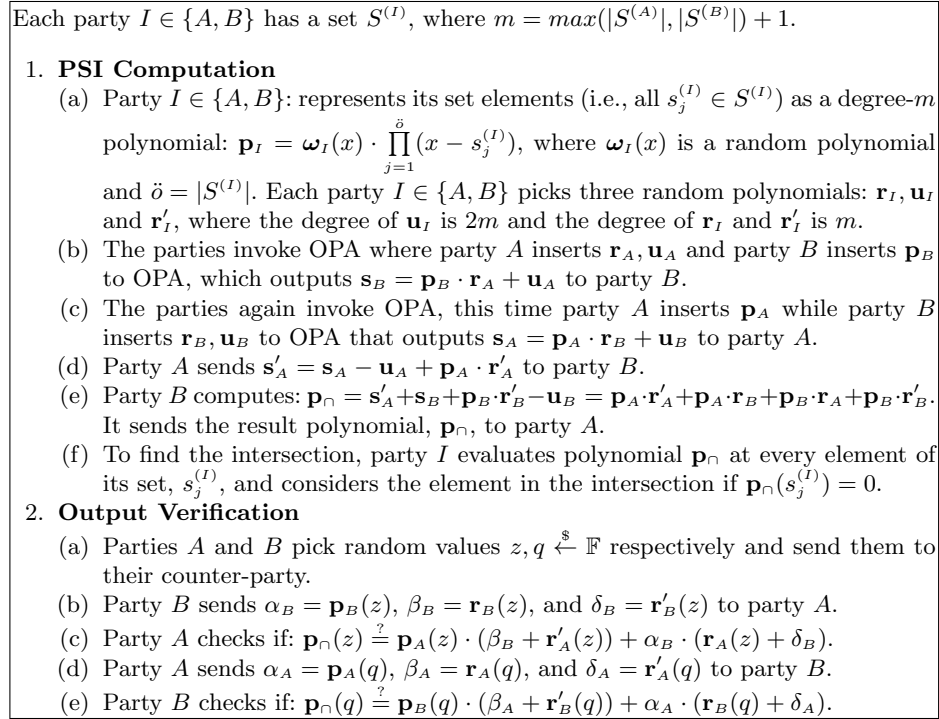 Each party I ∈ {A, B} has a set S^(I), where m = max(|S^(A)|, |S^(B)|) + 1.
1. PSI Computation
(a) Party I ∈ {A, B}: represents its set elements (i.e., all s_j^(I) ∈ S^(I)) as a degree-m
polynomial: p_I = ω_I(x) · ∏_{j=1}^{ö} (x − s_j^(I)), where ω_I(x) is a random polynomial
and ö = |S^(I)|. Each party I ∈ {A, B} picks three random polynomials: r_I, u_I
and r′_I, where the degree of u_I is 2m and the degree of r_I and r′_I is m.
(b) The parties invoke OPA where party A inserts r_A, u_A and party B inserts p_B
to OPA, which outputs s_B = p_B · r_A + u_A to party B.
(c) The parties again invoke OPA, this time party A inserts p_A while party B
inserts r_B, u_B to OPA that outputs s_A = p_A · r_B + u_B to party A.
(d) Party A sends s′_A = s_A − u_A + p_A · r′_A to party B.
(e) Party B computes: p_∩ = s′_A+s_B+p_B·r′_B−u_B = p_A·r′_A+p_A·r_B+p_B·r_A+p_B·r′_B.
It sends the result polynomial, p_∩, to party A.
(f) To find the intersection, party I evaluates polynomial p_∩ at every element of
its set, s_j^(I), and considers the element in the intersection if p_∩(s_j^(I)) = 0.
2. Output Verification
(a) Parties A and B pick random values z, q ←$ 𝔽 respectively and send them to
their counter-party.
(b) Party B sends α_B = p_B(z), β_B = r_B(z), and δ_B = r′_B(z) to party A.
(c) Party A checks if: p_∩(z) ≟ p_A(z) · (β_B + r′_A(z)) + α_B · (r_A(z) + δ_B).
(d) Party A sends α_A = p_A(q), β_A = r_A(q), and δ_A = r′_A(q) to party B.
(e) Party B checks if: p_∩(q) ≟ p_B(q) · (β_A + r′_B(q)) + α_A · (r_B(q) + δ_A).